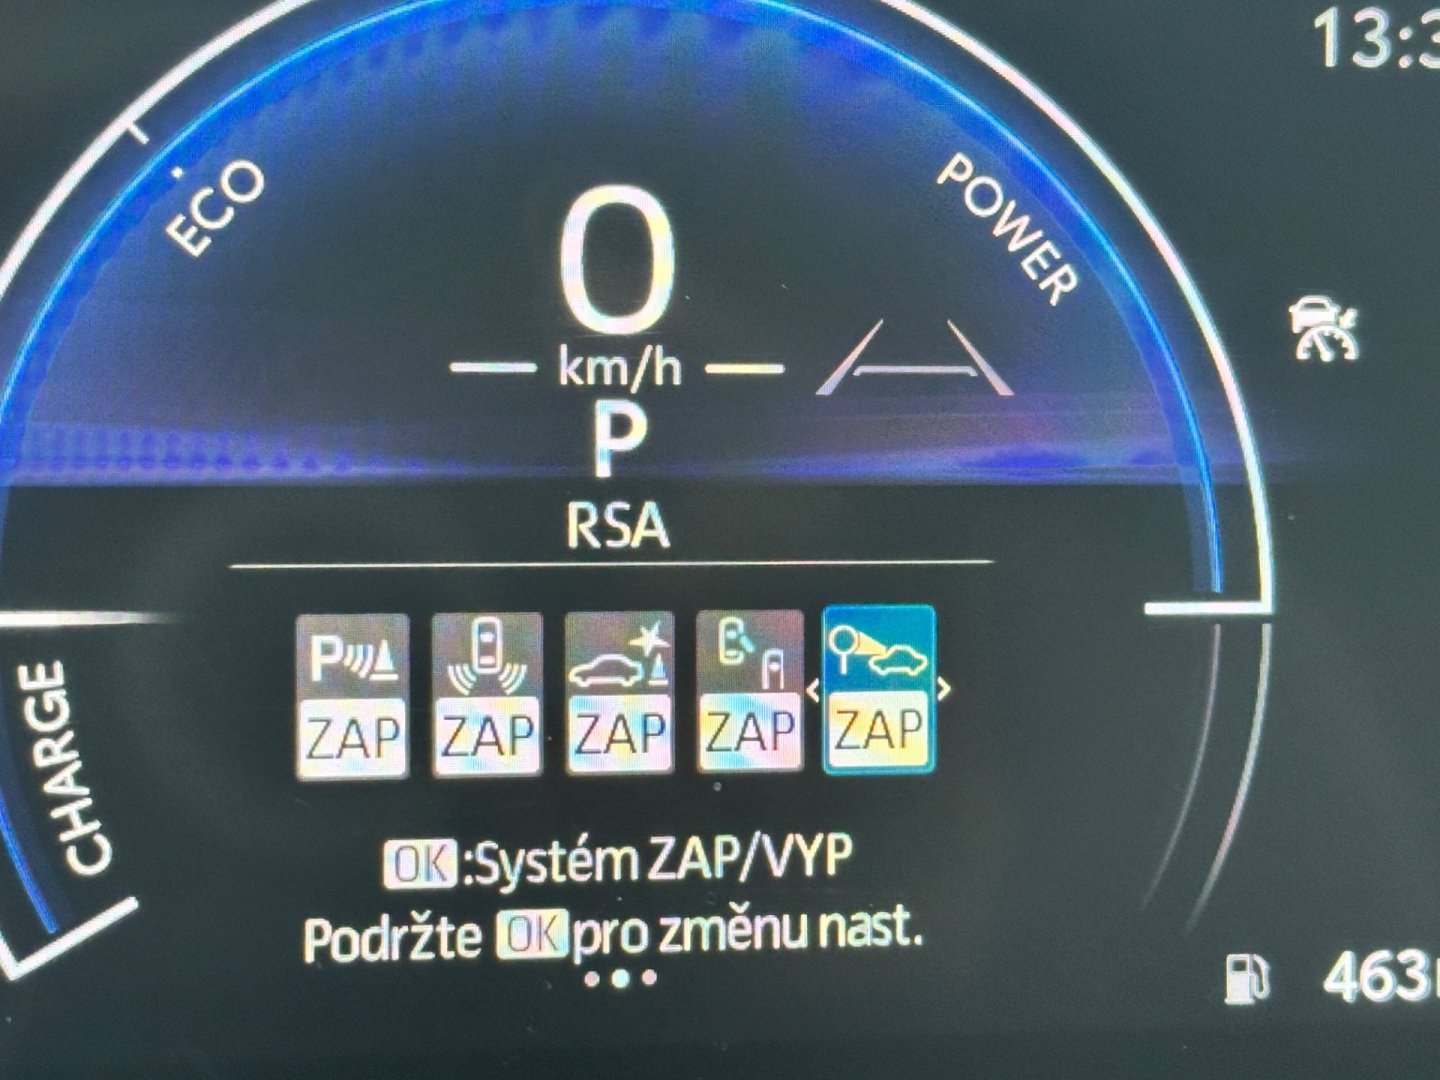 13:3
ECO
POWER
0
km/h
P
RSA
P
ZAP
ZAP
ZAP
ZAP
ZAP
CHARGE
OK:Systém ZAP/VYP
Podržte OK pro změnu nast.
463